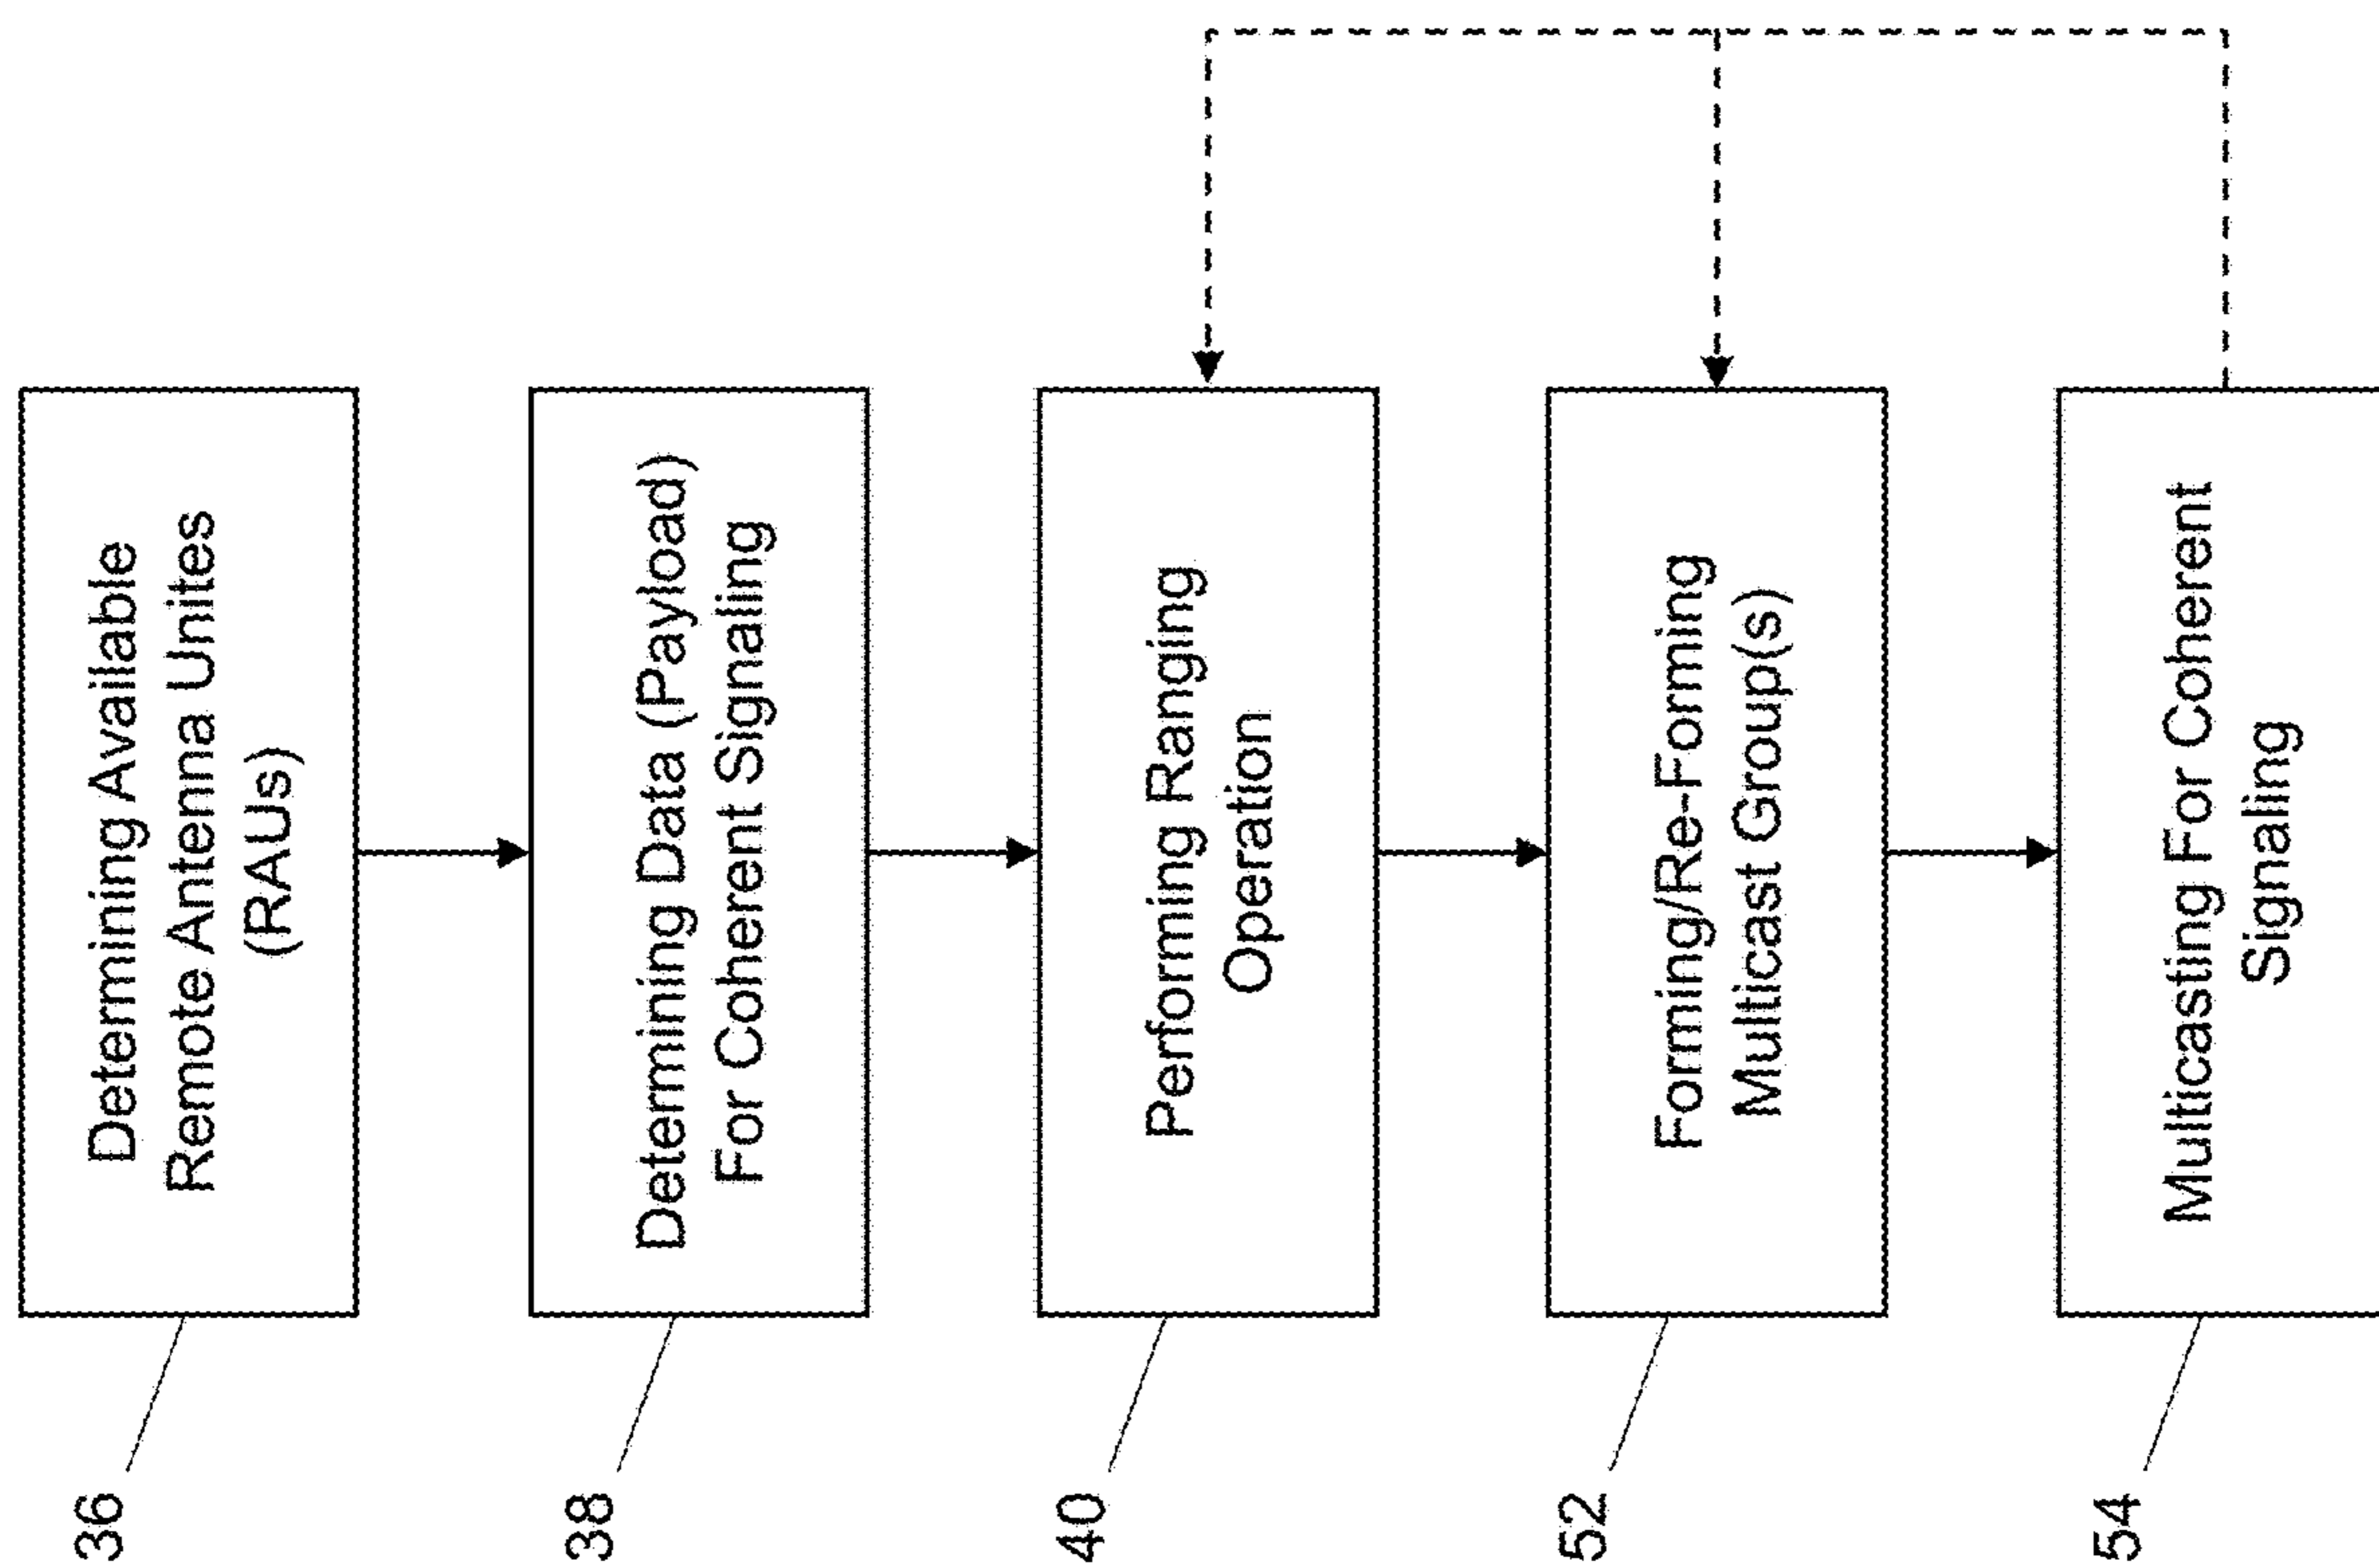 36
Determining Available
Remote Antenna Unites
(RAUs)
38
Determining Data (Payload)
For Coherent Signaling
40
Performing Ranging
Operation
52
Forming/Re-Forming
Multicast Group(s)
54
Multicasting For Coherent
Signaling